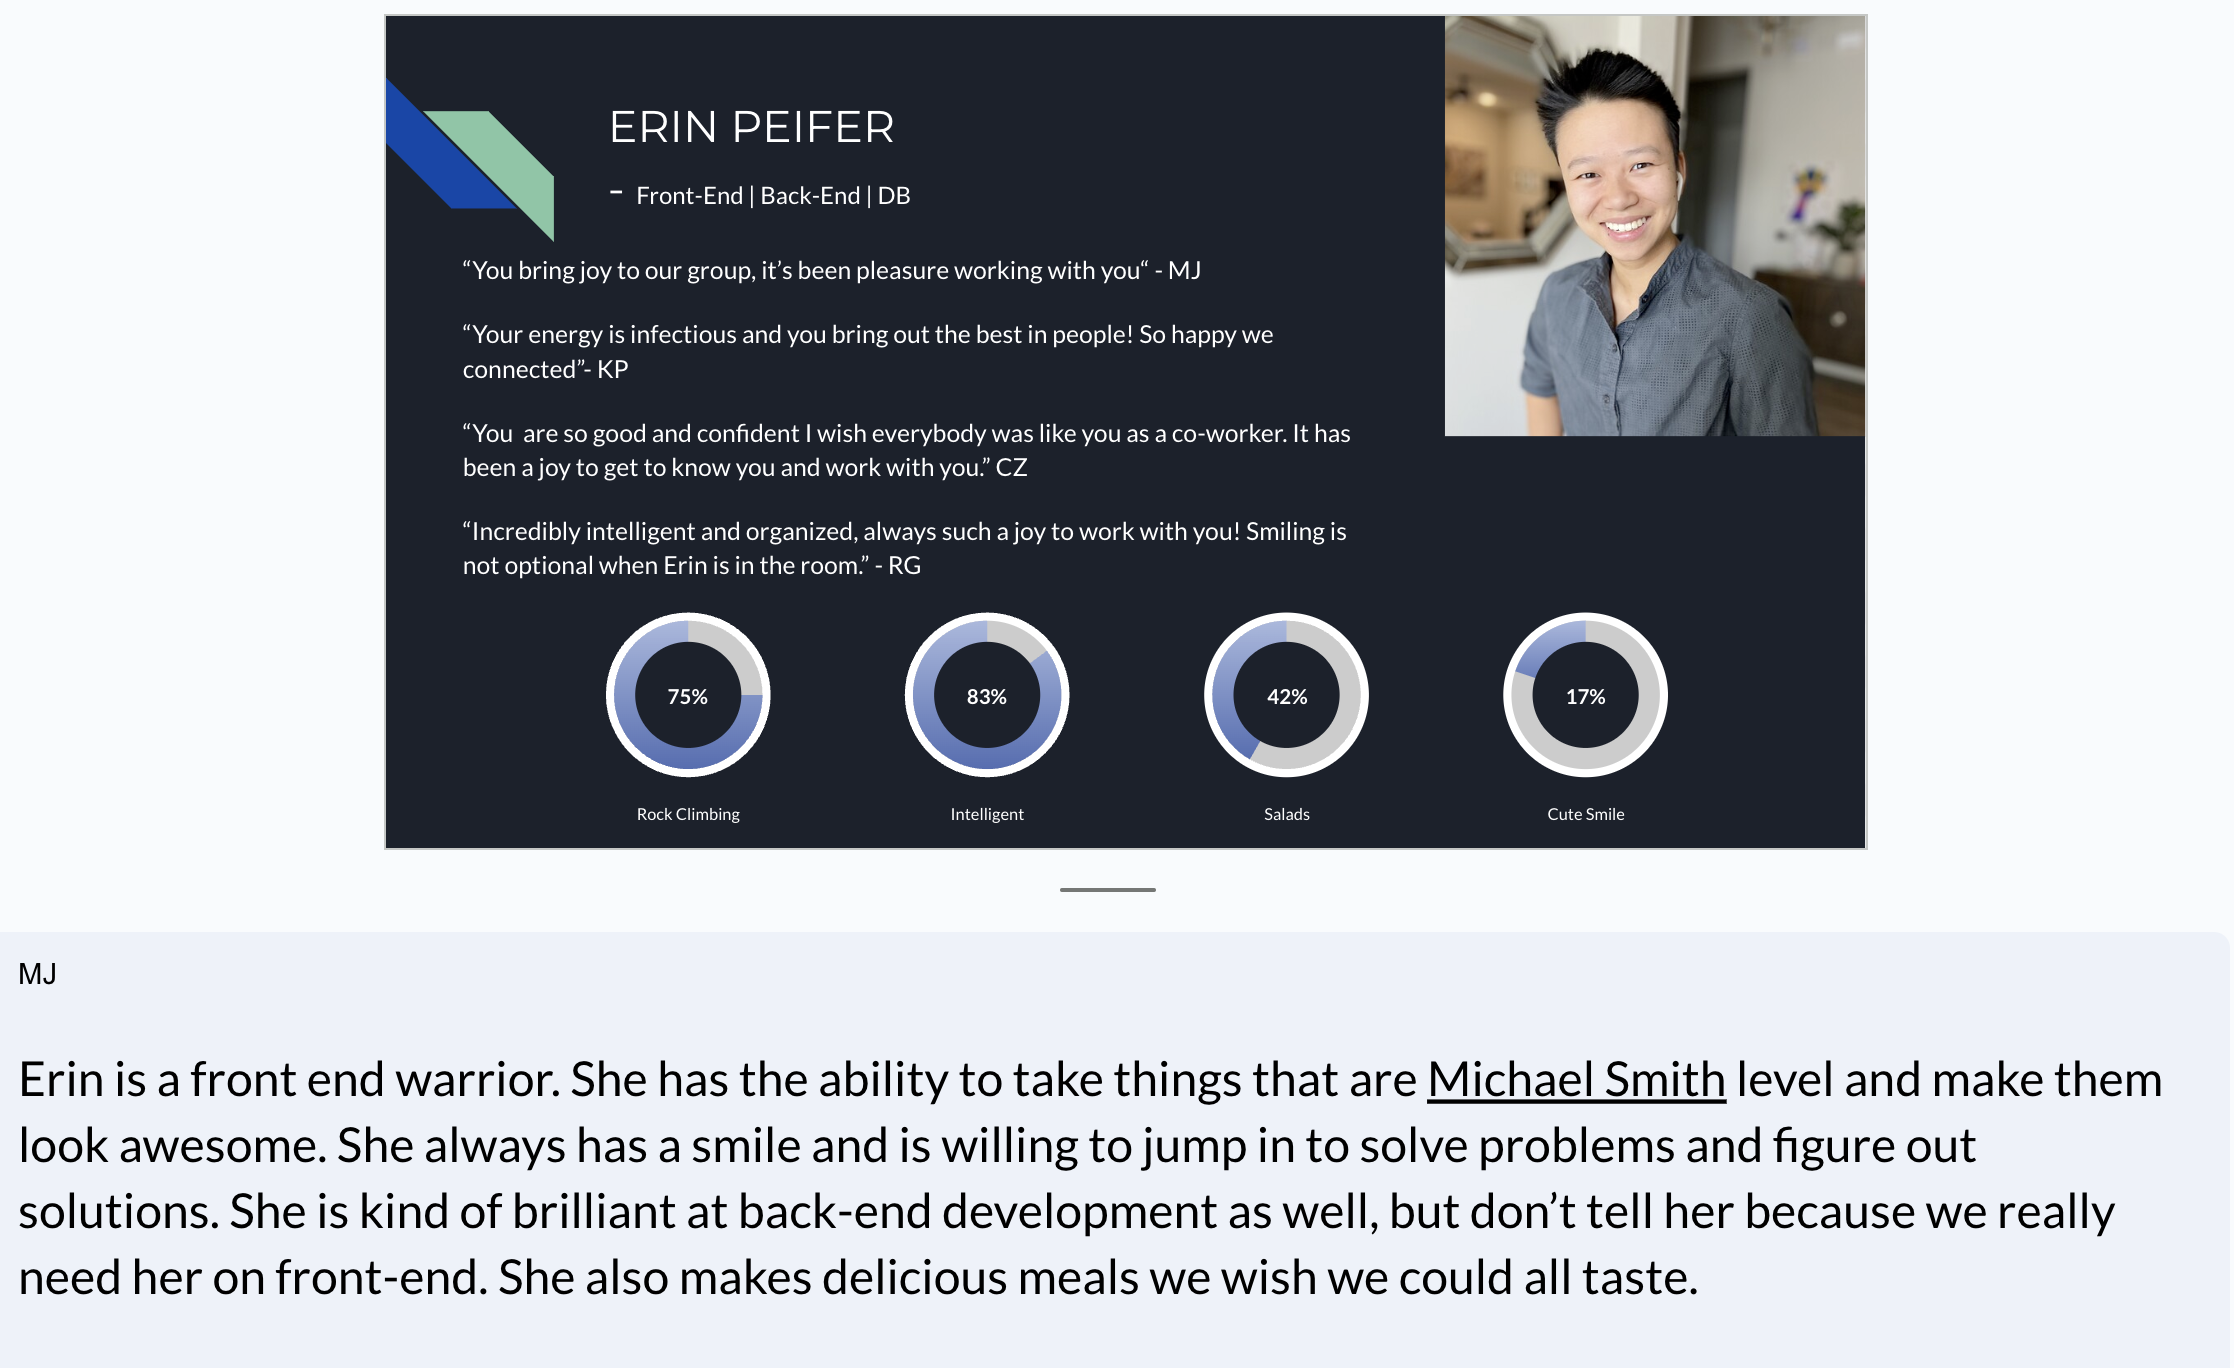 ERIN PEIFER
- Front-End | Back-End | DB
“You bring joy to our group, it’s been pleasure working with you“ - MJ
“Your energy is infectious and you bring out the best in people! So happy we
connected”- KP
“You  are so good and confident I wish everybody was like you as a co-worker. It has
been a joy to get to know you and work with you.” CZ
“Incredibly intelligent and organized, always such a joy to work with you! Smiling is
not optional when Erin is in the room.” - RG
75% 83% 42% 17%
Rock Climbing Intelligent Salads Cute Smile
MJ
Erin is a front end warrior. She has the ability to take things that are Michael Smith level and make them
look awesome. She always has a smile and is willing to jump in to solve problems and figure out
solutions. She is kind of brilliant at back-end development as well, but don’t tell her because we really
need her on front-end. She also makes delicious meals we wish we could all taste.